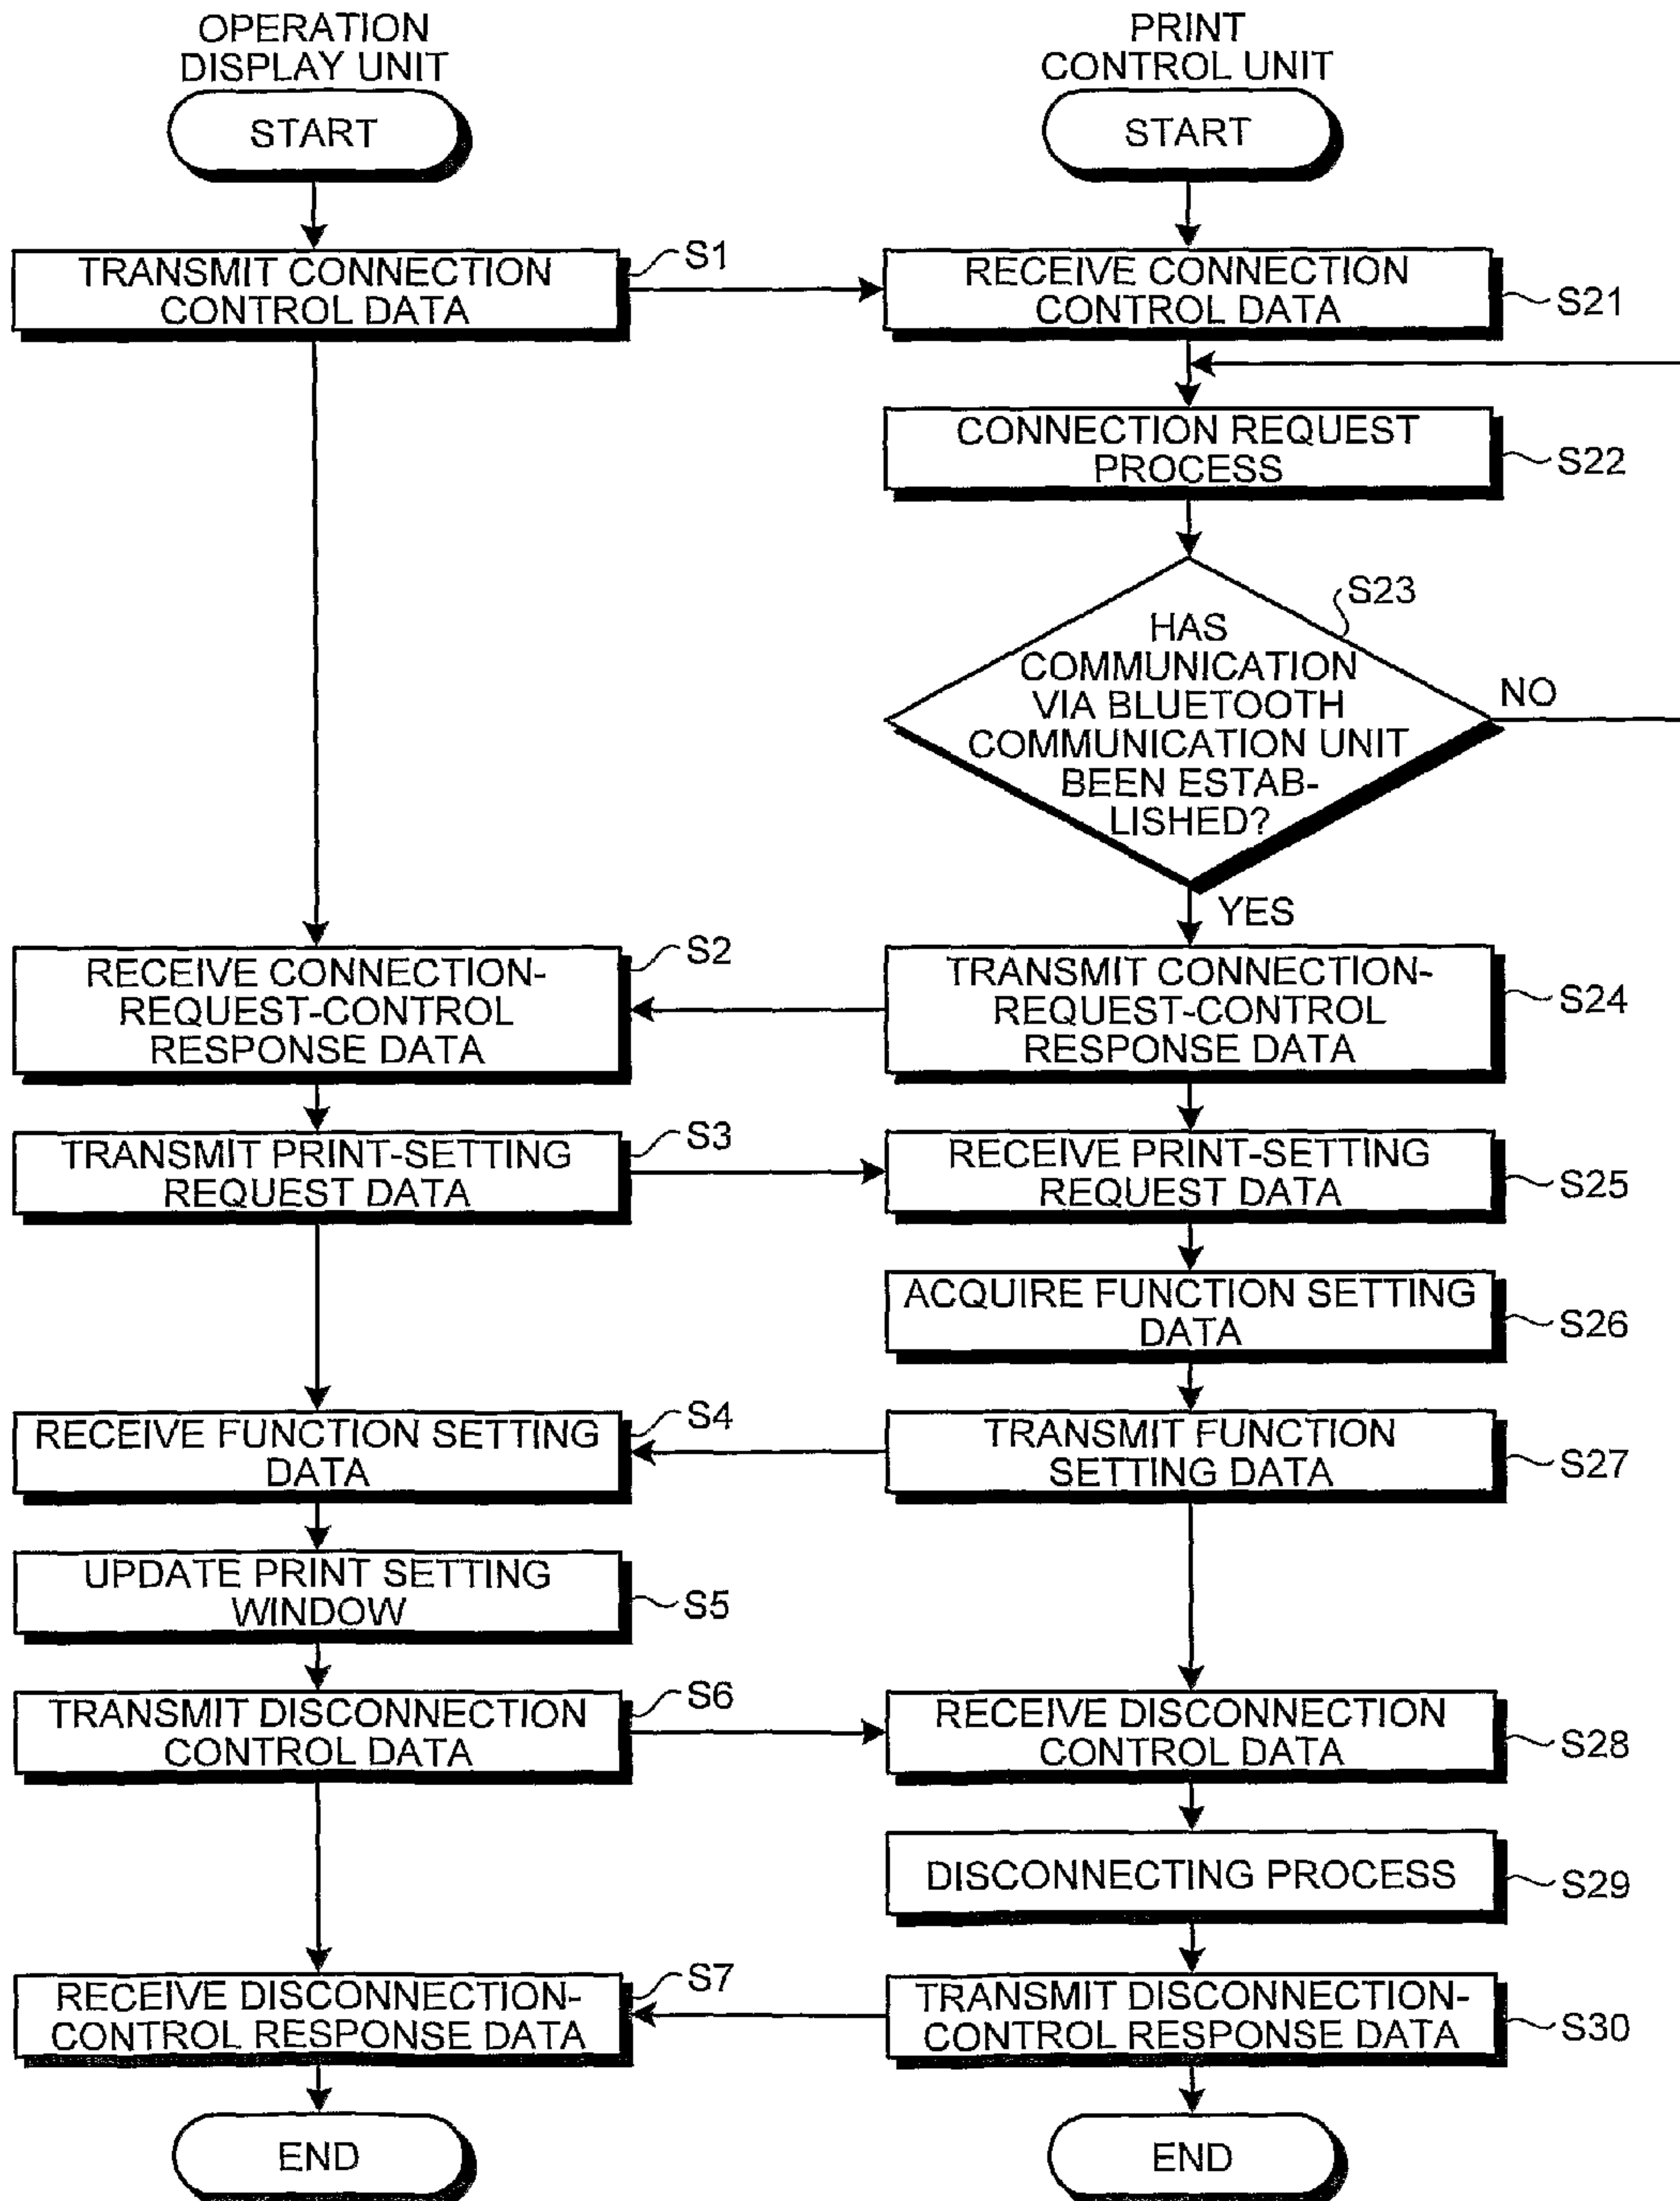 OPERATION
DISPLAY UNIT
PRINT
CONTROL UNIT
START
START
TRANSMIT CONNECTION
CONTROL DATA
S1
RECEIVE CONNECTION
CONTROL DATA
S21
CONNECTION REQUEST
PROCESS
S22
S23
HAS
COMMUNICATION
VIA BLUETOOTH
COMMUNICATION UNIT
BEEN ESTAB-
LISHED?
NO
YES
RECEIVE CONNECTION-
REQUEST-CONTROL
RESPONSE DATA
S2
TRANSMIT CONNECTION-
REQUEST-CONTROL
RESPONSE DATA
S24
TRANSMIT PRINT-SETTING
REQUEST DATA
S3
RECEIVE PRINT-SETTING
REQUEST DATA
S25
ACQUIRE FUNCTION SETTING
DATA
S26
RECEIVE FUNCTION SETTING
DATA
S4
TRANSMIT FUNCTION
SETTING DATA
S27
UPDATE PRINT SETTING
WINDOW
S5
TRANSMIT DISCONNECTION
CONTROL DATA
S6
RECEIVE DISCONNECTION
CONTROL DATA
S28
DISCONNECTING PROCESS
S29
RECEIVE DISCONNECTION-
CONTROL RESPONSE DATA
S7
TRANSMIT DISCONNECTION-
CONTROL RESPONSE DATA
S30
END
END